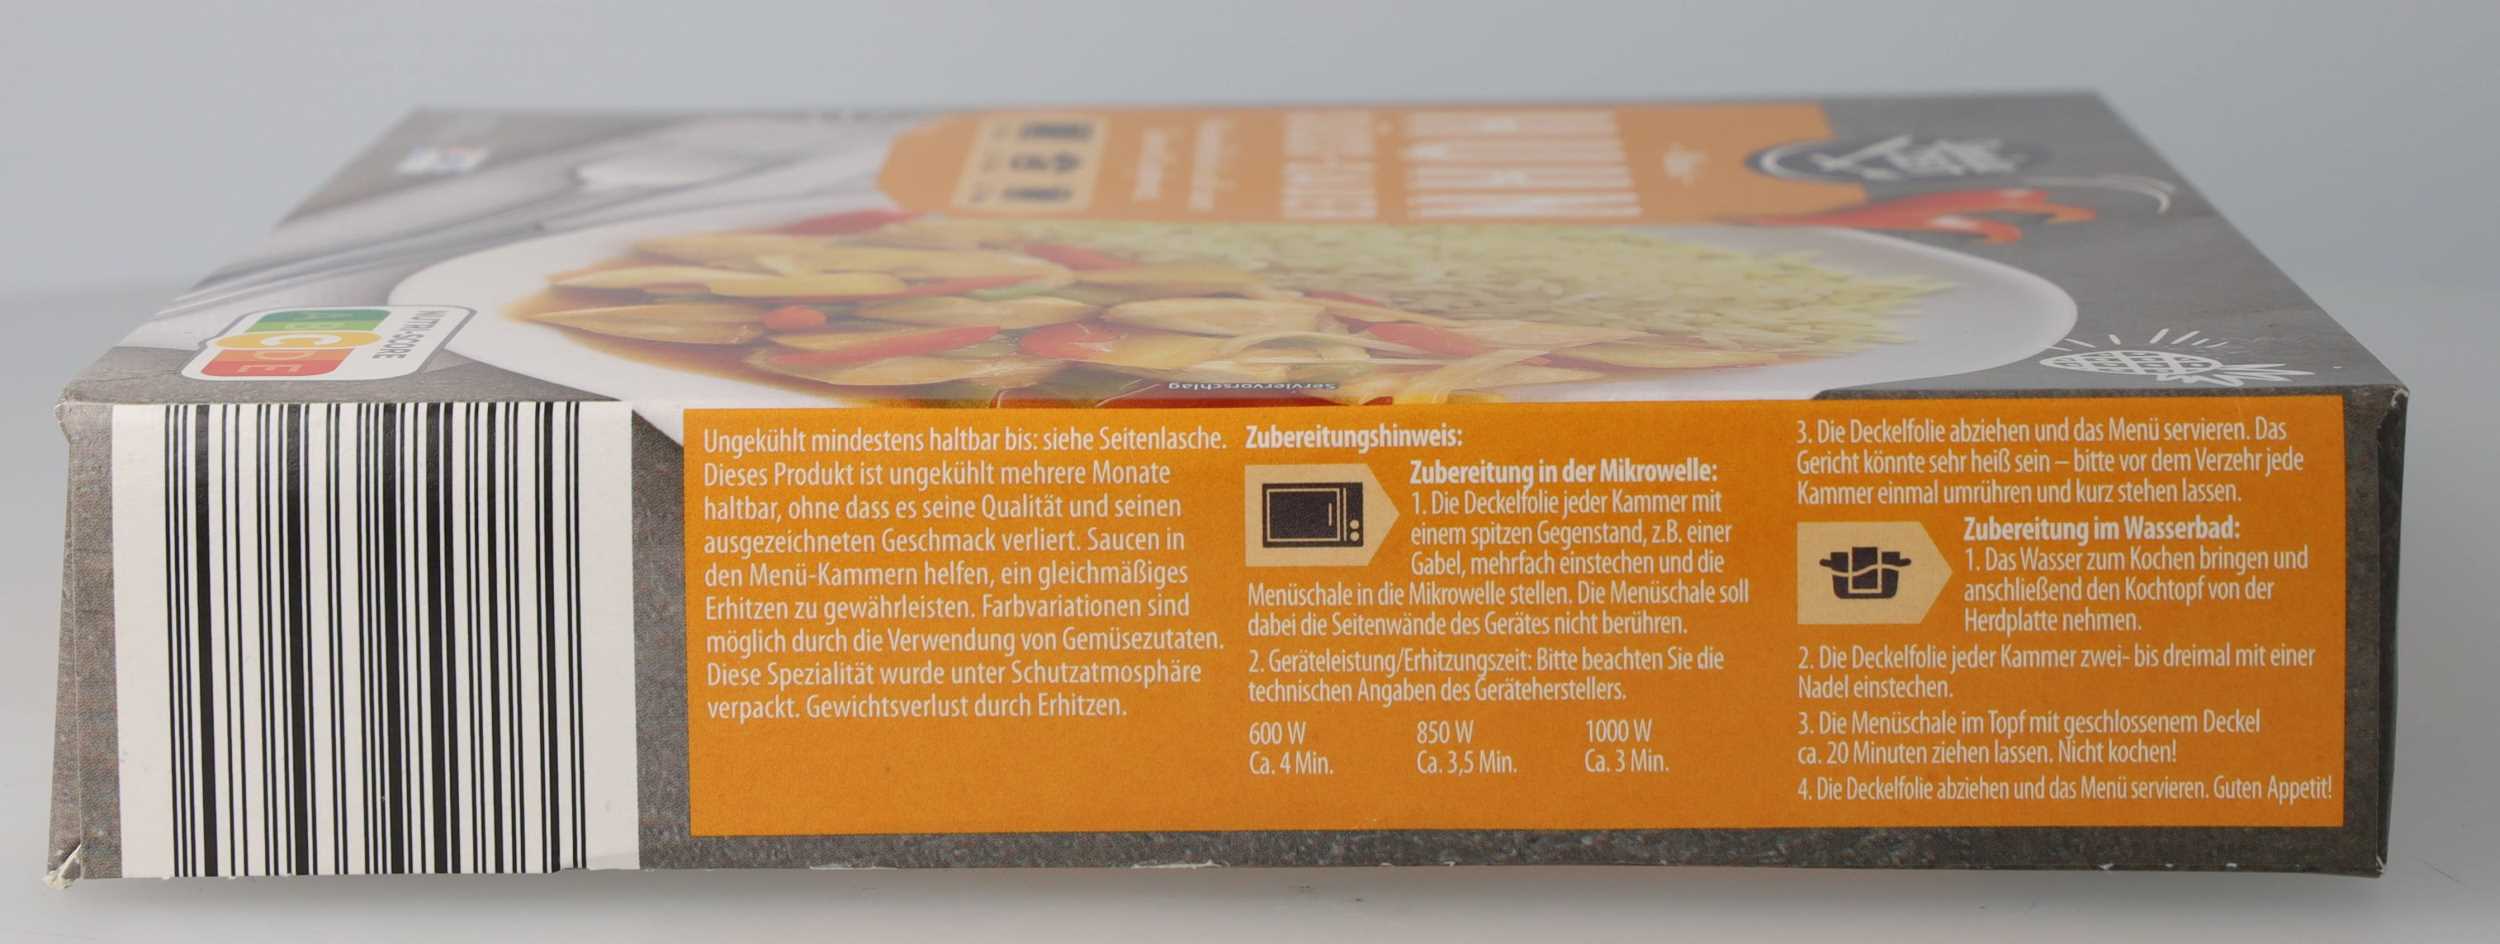 NUTRI-SCORE
A B C D E
Serviervorschlag
Ungekühlt mindestens haltbar bis: siehe Seitenlasche.
Dieses Produkt ist ungekühlt mehrere Monate
haltbar, ohne dass es seine Qualität und seinen
ausgezeichneten Geschmack verliert. Saucen in
den Menü-Kammern helfen, ein gleichmäßiges
Erhitzen zu gewährleisten. Farbvariationen sind
möglich durch die Verwendung von Gemüsezutaten.
Diese Spezialität wurde unter Schutzatmosphäre
verpackt. Gewichtsverlust durch Erhitzen.
Zubereitungshinweis:
Zubereitung in der Mikrowelle:
1. Die Deckelfolie jeder Kammer mit
einem spitzen Gegenstand, z.B. einer
Gabel, mehrfach einstechen und die
Menüschale in die Mikrowelle stellen. Die Menüschale soll
dabei die Seitenwände des Gerätes nicht berühren.
2. Geräteleistung/Erhitzungszeit: Bitte beachten Sie die
technischen Angaben des Geräteherstellers.
600 W 850 W 1000 W
Ca. 4 Min. Ca. 3,5 Min. Ca. 3 Min.
3. Die Deckelfolie abziehen und das Menü servieren. Das
Gericht könnte sehr heiß sein – bitte vor dem Verzehr jede
Kammer einmal umrühren und kurz stehen lassen.
Zubereitung im Wasserbad:
1. Das Wasser zum Kochen bringen und
anschließend den Kochtopf von der
Herdplatte nehmen.
2. Die Deckelfolie jeder Kammer zwei- bis dreimal mit einer
Nadel einstechen.
3. Die Menüschale im Topf mit geschlossenem Deckel
ca. 20 Minuten ziehen lassen. Nicht kochen!
4. Die Deckelfolie abziehen und das Menü servieren. Guten Appetit!